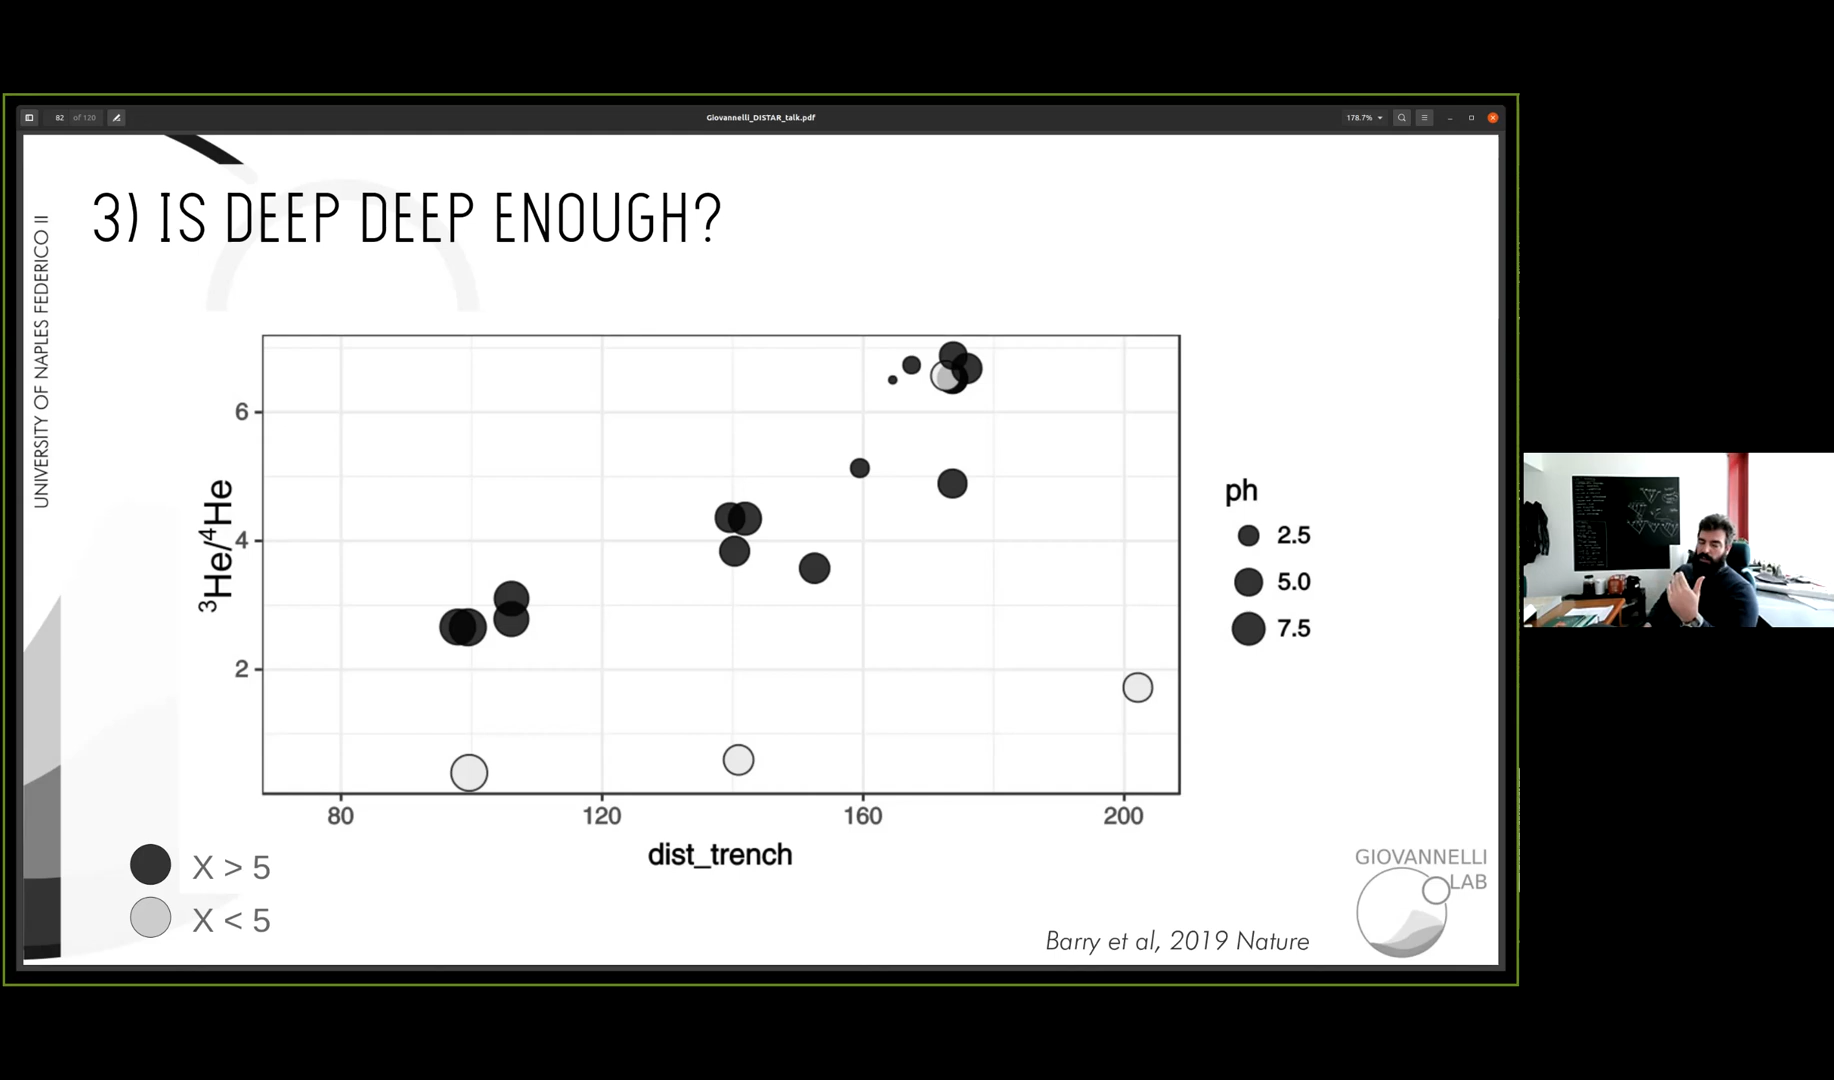 82 of 120
Giovannelli_DISTAR_talk.pdf
178.7%
UNIVERSITY OF NAPLES FEDERICO II
3) IS DEEP DEEP ENOUGH?
3He/4He
6
4
2
80 120 160 200
dist_trench
ph
2.5
5.0
7.5
X > 5
X < 5
Barry et al, 2019 Nature
GIOVANNELLI
LAB